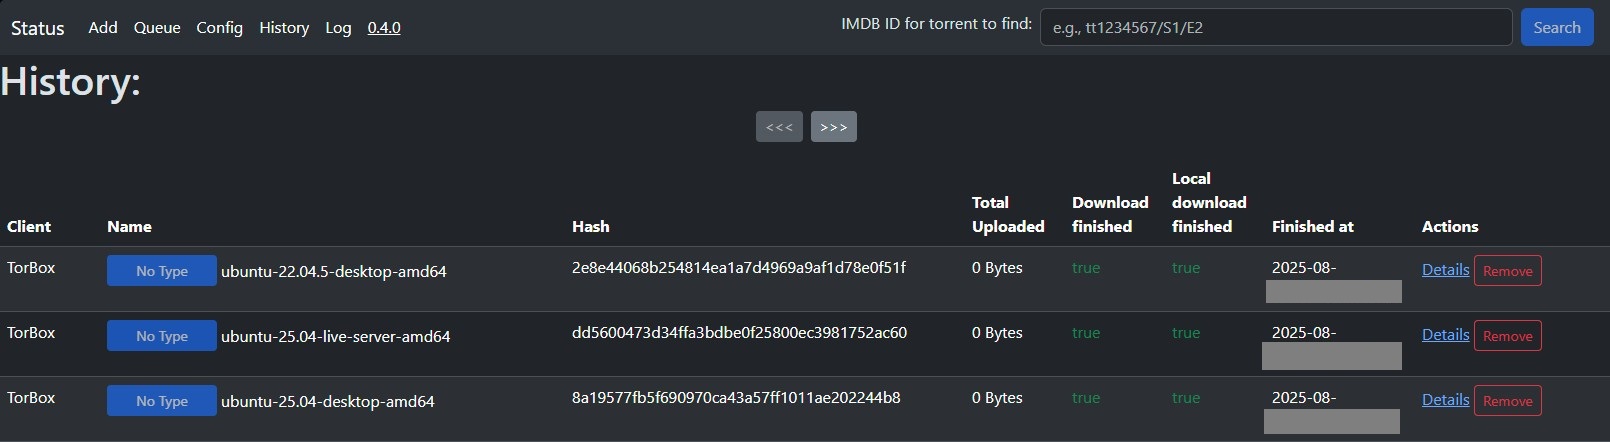 Status Add Queue Config History Log 0.4.0 IMDB ID for torrent to find: e.g., tt1234567/S1/E2 Search
History:
<<< >>>
Client Name Hash Total Uploaded Download finished Local download finished Finished at Actions
TorBox No Type ubuntu-22.04.5-desktop-amd64 2e8e44068b254814ea1a7d4969a9af1d78e0f51f 0 Bytes true true 2025-08- Details Remove
TorBox No Type ubuntu-25.04-live-server-amd64 dd5600473d34ffa3bdbe0f25800ec3981752ac60 0 Bytes true true 2025-08- Details Remove
TorBox No Type ubuntu-25.04-desktop-amd64 8a19577fb5f690970ca43a57ff1011ae202244b8 0 Bytes true true 2025-08- Details Remove